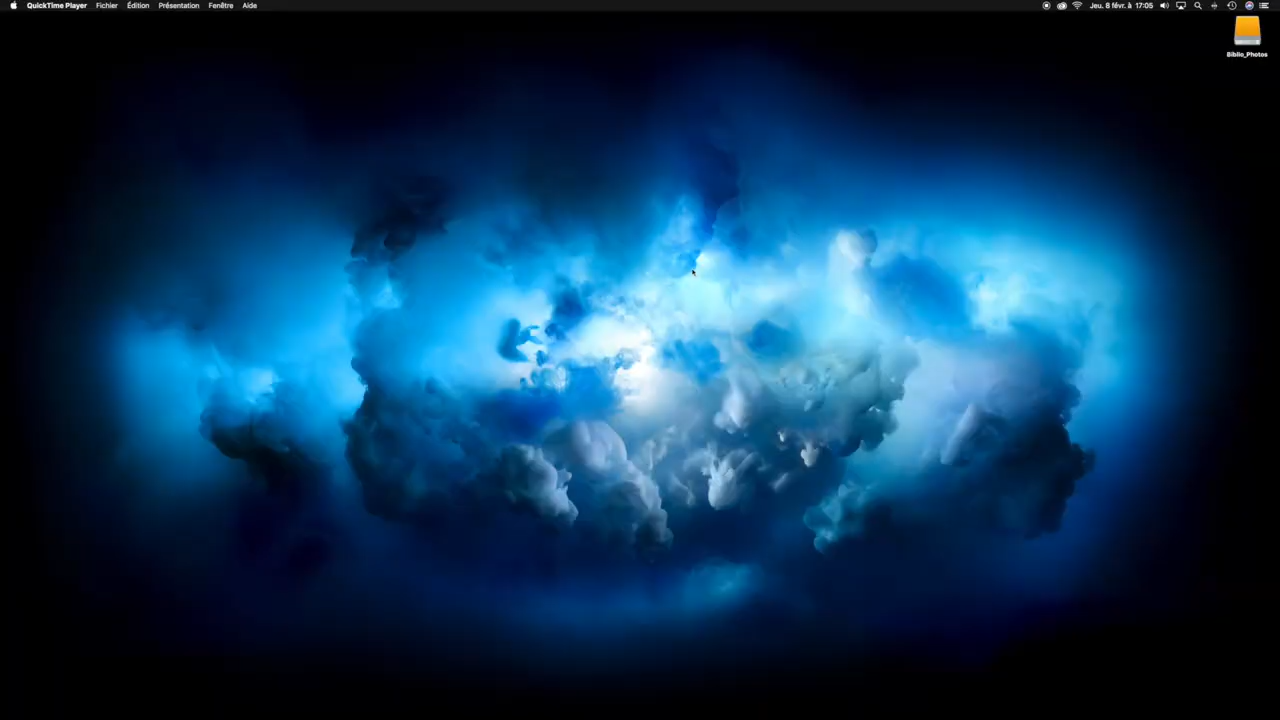 QuickTime Player Fichier Édition Présentation Fenêtre Aide Jeu. 8 févr. à 17:05
Biblio_Photos